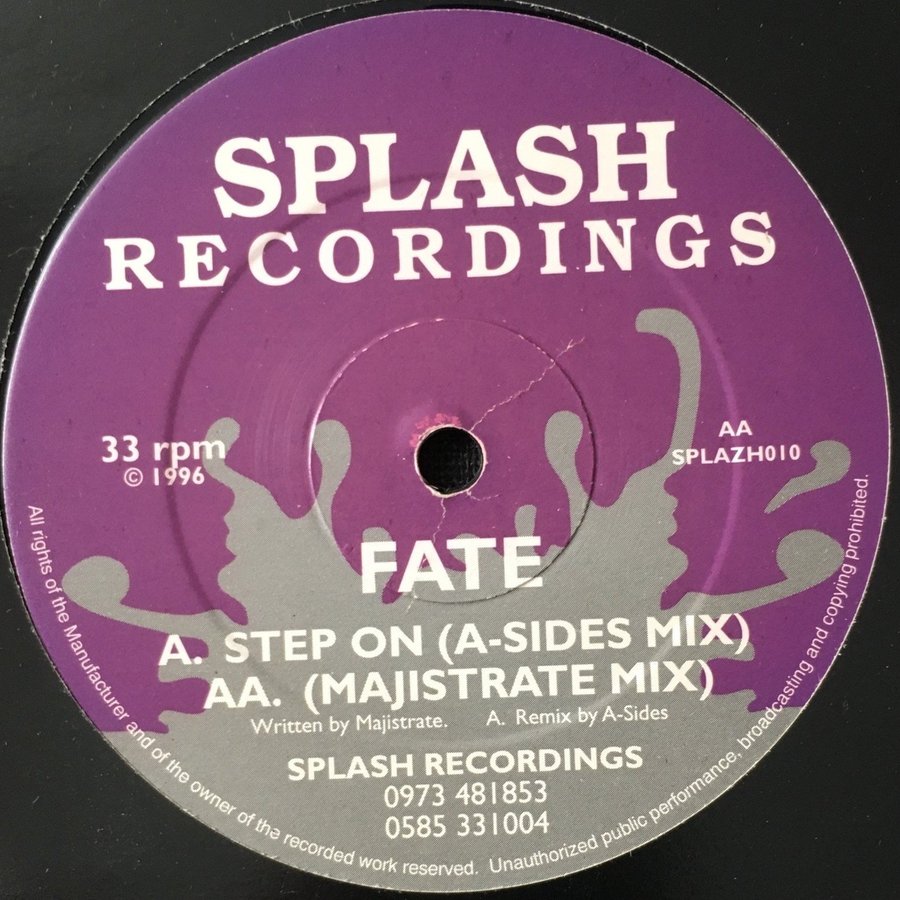 SPLASH
RECORDINGS
33 rpm
© 1996
AA
SPLAZH010
FATE
A. STEP ON (A-SIDES MIX)
AA. (MAJISTRATE MIX)
Written by Majistrate. A. Remix by A-Sides
SPLASH RECORDINGS
0973 481853
0585 331004
All rights of the Manufacturer and of the owner of the recorded work reserved. Unauthorized public performance, broadcasting and copying prohibited.